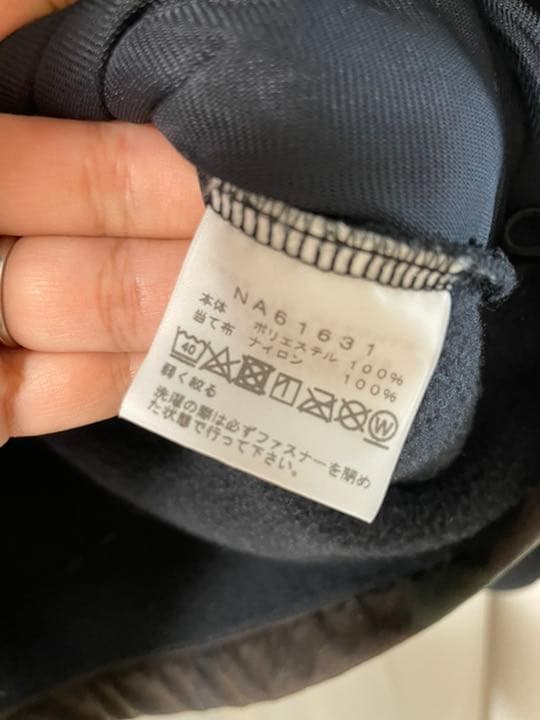 NA61631
本体 ポリエステル 100%
当て布 ナイロン 100%
40 W
軽く絞る
洗濯の際は必ずファスナーを閉め
た状態で行って下さい。